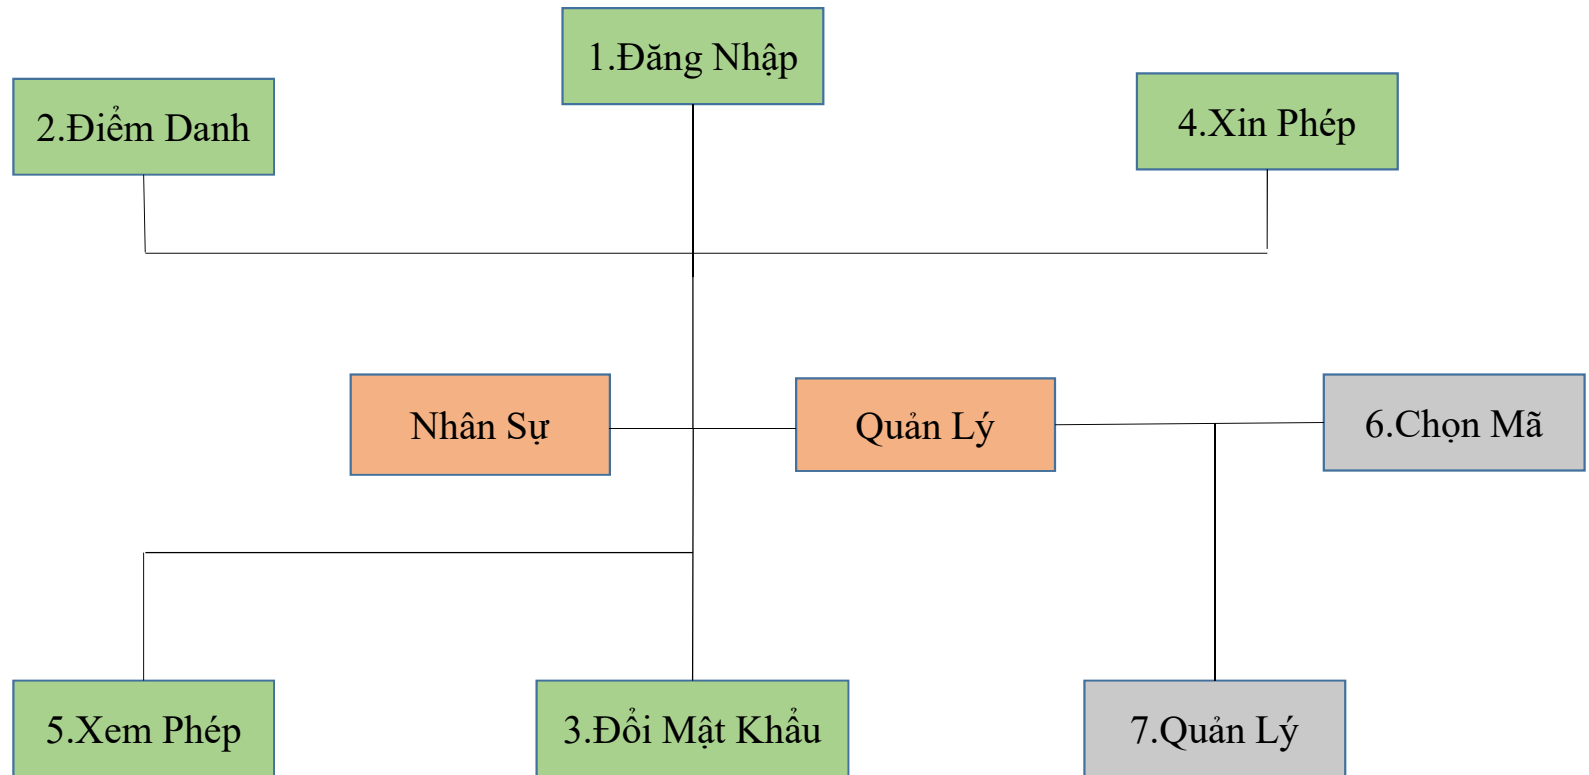 1.Đăng Nhập
2.Điểm Danh
4.Xin Phép
Nhân Sự
Quản Lý
6.Chọn Mã
5.Xem Phép
3.Đổi Mật Khẩu
7.Quản Lý